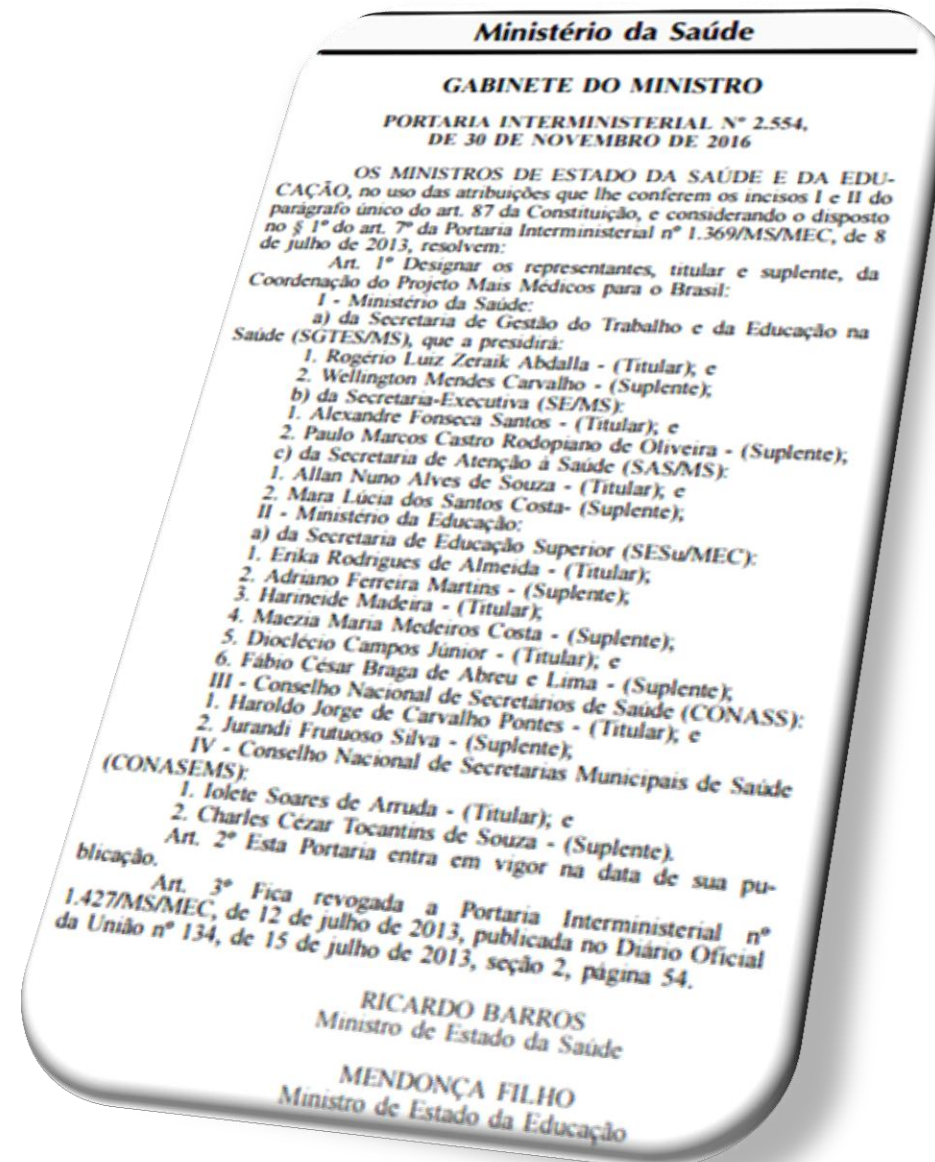 Ministério da Saúde
GABINETE DO MINISTRO
PORTARIA INTERMINISTERIAL Nº 2.554,
DE 30 DE NOVEMBRO DE 2016
OS MINISTROS DE ESTADO DA SAÚDE E DA EDU-
CAÇÃO, no uso das atribuições que lhe conferem os incisos I e II do
parágrafo único do art. 87 da Constituição, e considerando o disposto
no § 1º do art. 7º da Portaria Interministerial nº 1.369/MS/MEC, de 8
de julho de 2013, resolvem:
Art. 1º Designar os representantes, titular e suplente, da
Coordenação do Projeto Mais Médicos para o Brasil:
I - Ministério da Saúde:
a) da Secretaria de Gestão do Trabalho e da Educação na
Saúde (SGTES/MS), que a presidirá:
1. Rogério Luiz Zeraik Abdalla - (Titular); e
2. Wellington Mendes Carvalho - (Suplente);
b) da Secretaria-Executiva (SE/MS):
1. Alexandre Fonseca Santos - (Titular); e
2. Paulo Marcos Castro Rodopiano de Oliveira - (Suplente);
c) da Secretaria de Atenção à Saúde (SAS/MS):
1. Allan Nuno Alves de Souza - (Titular); e
2. Mara Lúcia dos Santos Costa- (Suplente);
II - Ministério da Educação:
a) da Secretaria de Educação Superior (SESu/MEC):
1. Erika Rodrigues de Almeida - (Titular);
2. Adriano Ferreira Martins - (Suplente);
3. Harineide Madeira - (Titular);
4. Maezia Maria Medeiros Costa - (Suplente);
5. Dioclécio Campos Júnior - (Titular); e
6. Fábio César Braga de Abreu e Lima - (Suplente);
III - Conselho Nacional de Secretários de Saúde (CONASS):
1. Haroldo Jorge de Carvalho Pontes - (Titular); e
2. Jurandi Frutuoso Silva - (Suplente);
IV - Conselho Nacional de Secretarias Municipais de Saúde
(CONASEMS):
1. Iolete Soares de Arruda - (Titular); e
2. Charles Cézar Tocantins de Souza - (Suplente).
Art. 2º Esta Portaria entra em vigor na data de sua pu-
blicação.
Art. 3º Fica revogada a Portaria Interministerial nº
1.427/MS/MEC, de 12 de julho de 2013, publicada no Diário Oficial
da União nº 134, de 15 de julho de 2013, seção 2, página 54.
RICARDO BARROS
Ministro de Estado da Saúde
MENDONÇA FILHO
Ministro de Estado da Educação